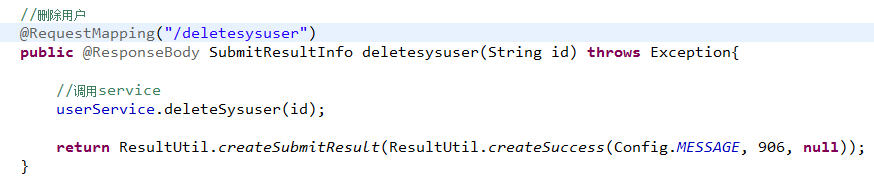 //删除用户
@RequestMapping("/deletesysuser")
public @ResponseBody SubmitResultInfo deletesysuser(String id) throws Exception{
//调用service
userService.deleteSysuser(id);
return ResultUtil.createSubmitResult(ResultUtil.createSuccess(Config.MESSAGE, 906, null));
}